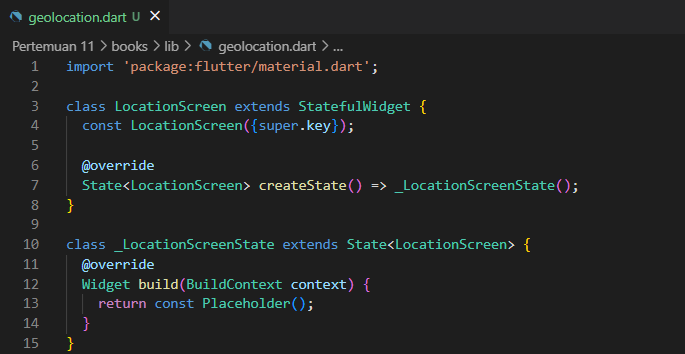 geolocation.dart U
Pertemuan 11 > books > lib > geolocation.dart > ...
1 import 'package:flutter/material.dart';
2
3 class LocationScreen extends StatefulWidget {
4   const LocationScreen({super.key});
5
6   @override
7   State<LocationScreen> createState() => _LocationScreenState();
8 }
9
10 class _LocationScreenState extends State<LocationScreen> {
11   @override
12   Widget build(BuildContext context) {
13     return const Placeholder();
14   }
15 }